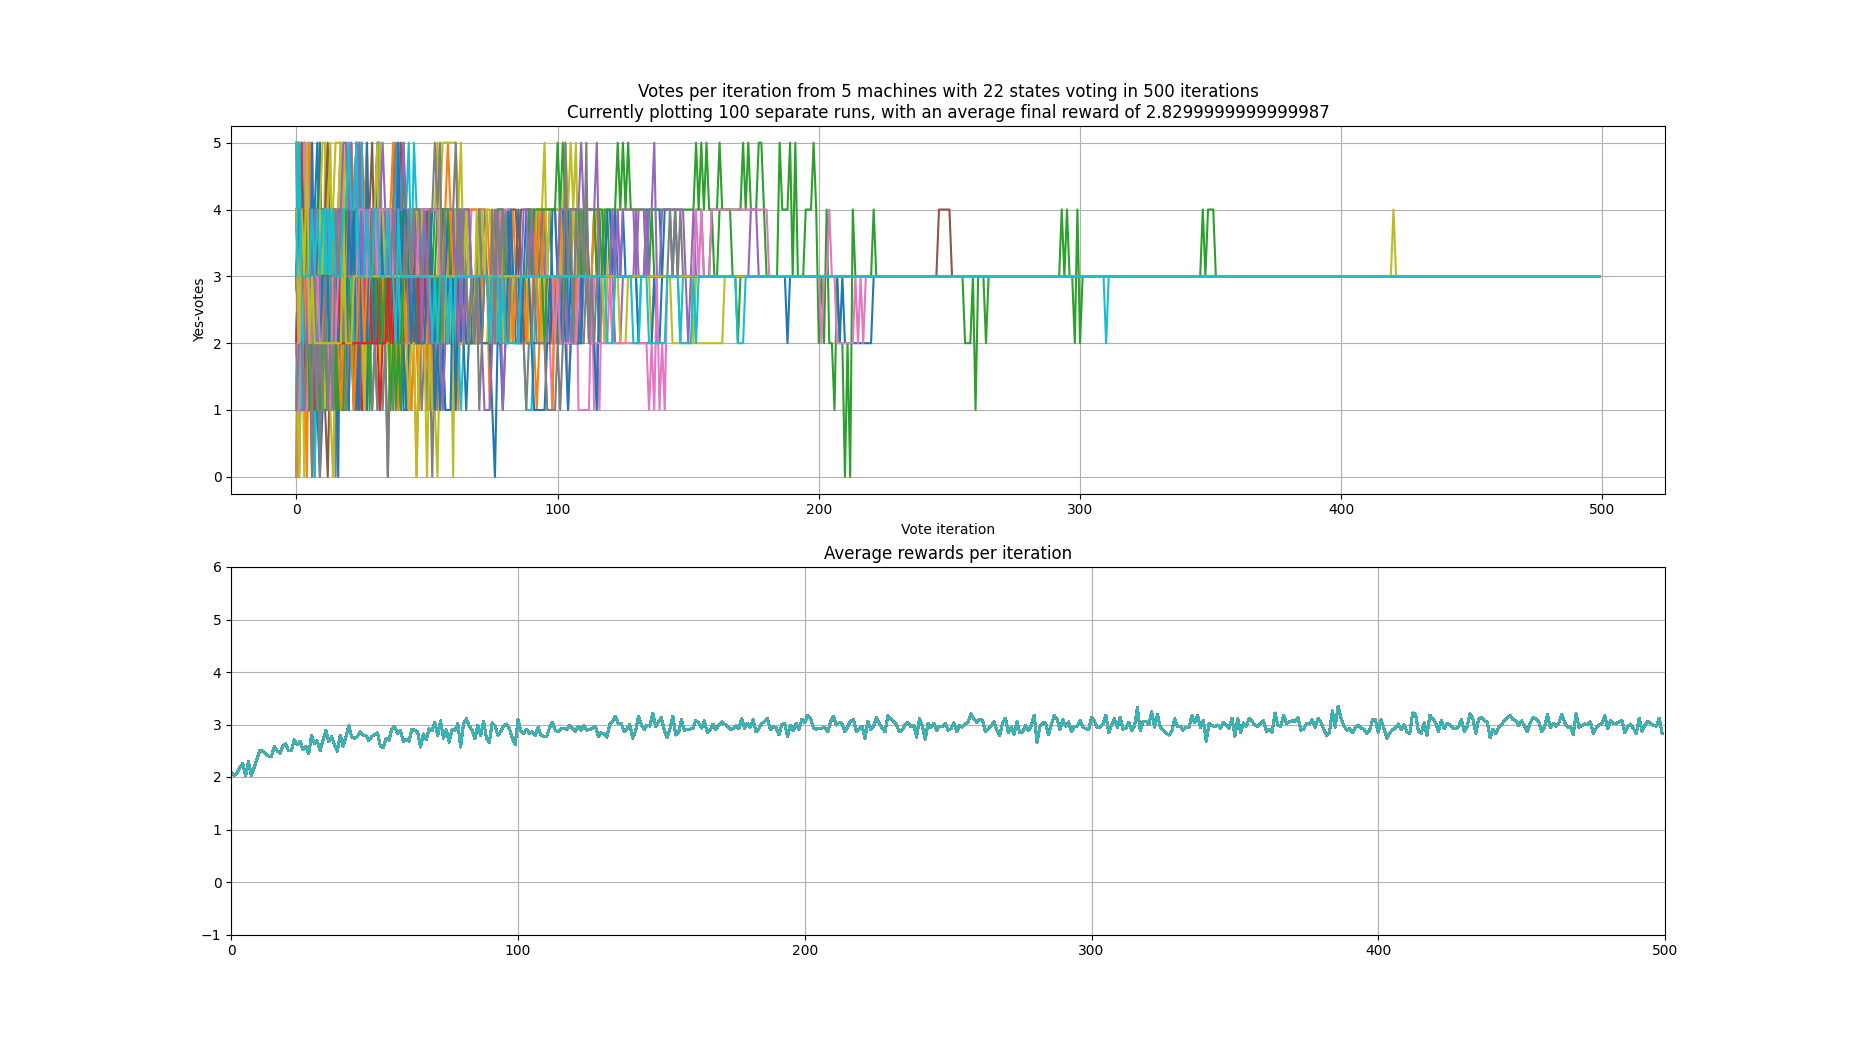 Votes per iteration from 5 machines with 22 states voting in 500 iterations
Currently plotting 100 separate runs, with an average final reward of 2.8299999999999987
5
4
3
2
1
0
Yes-votes
0 100 200 300 400 500
Vote iteration
Average rewards per iteration
6
5
4
3
2
1
0
−1
0 100 200 300 400 500